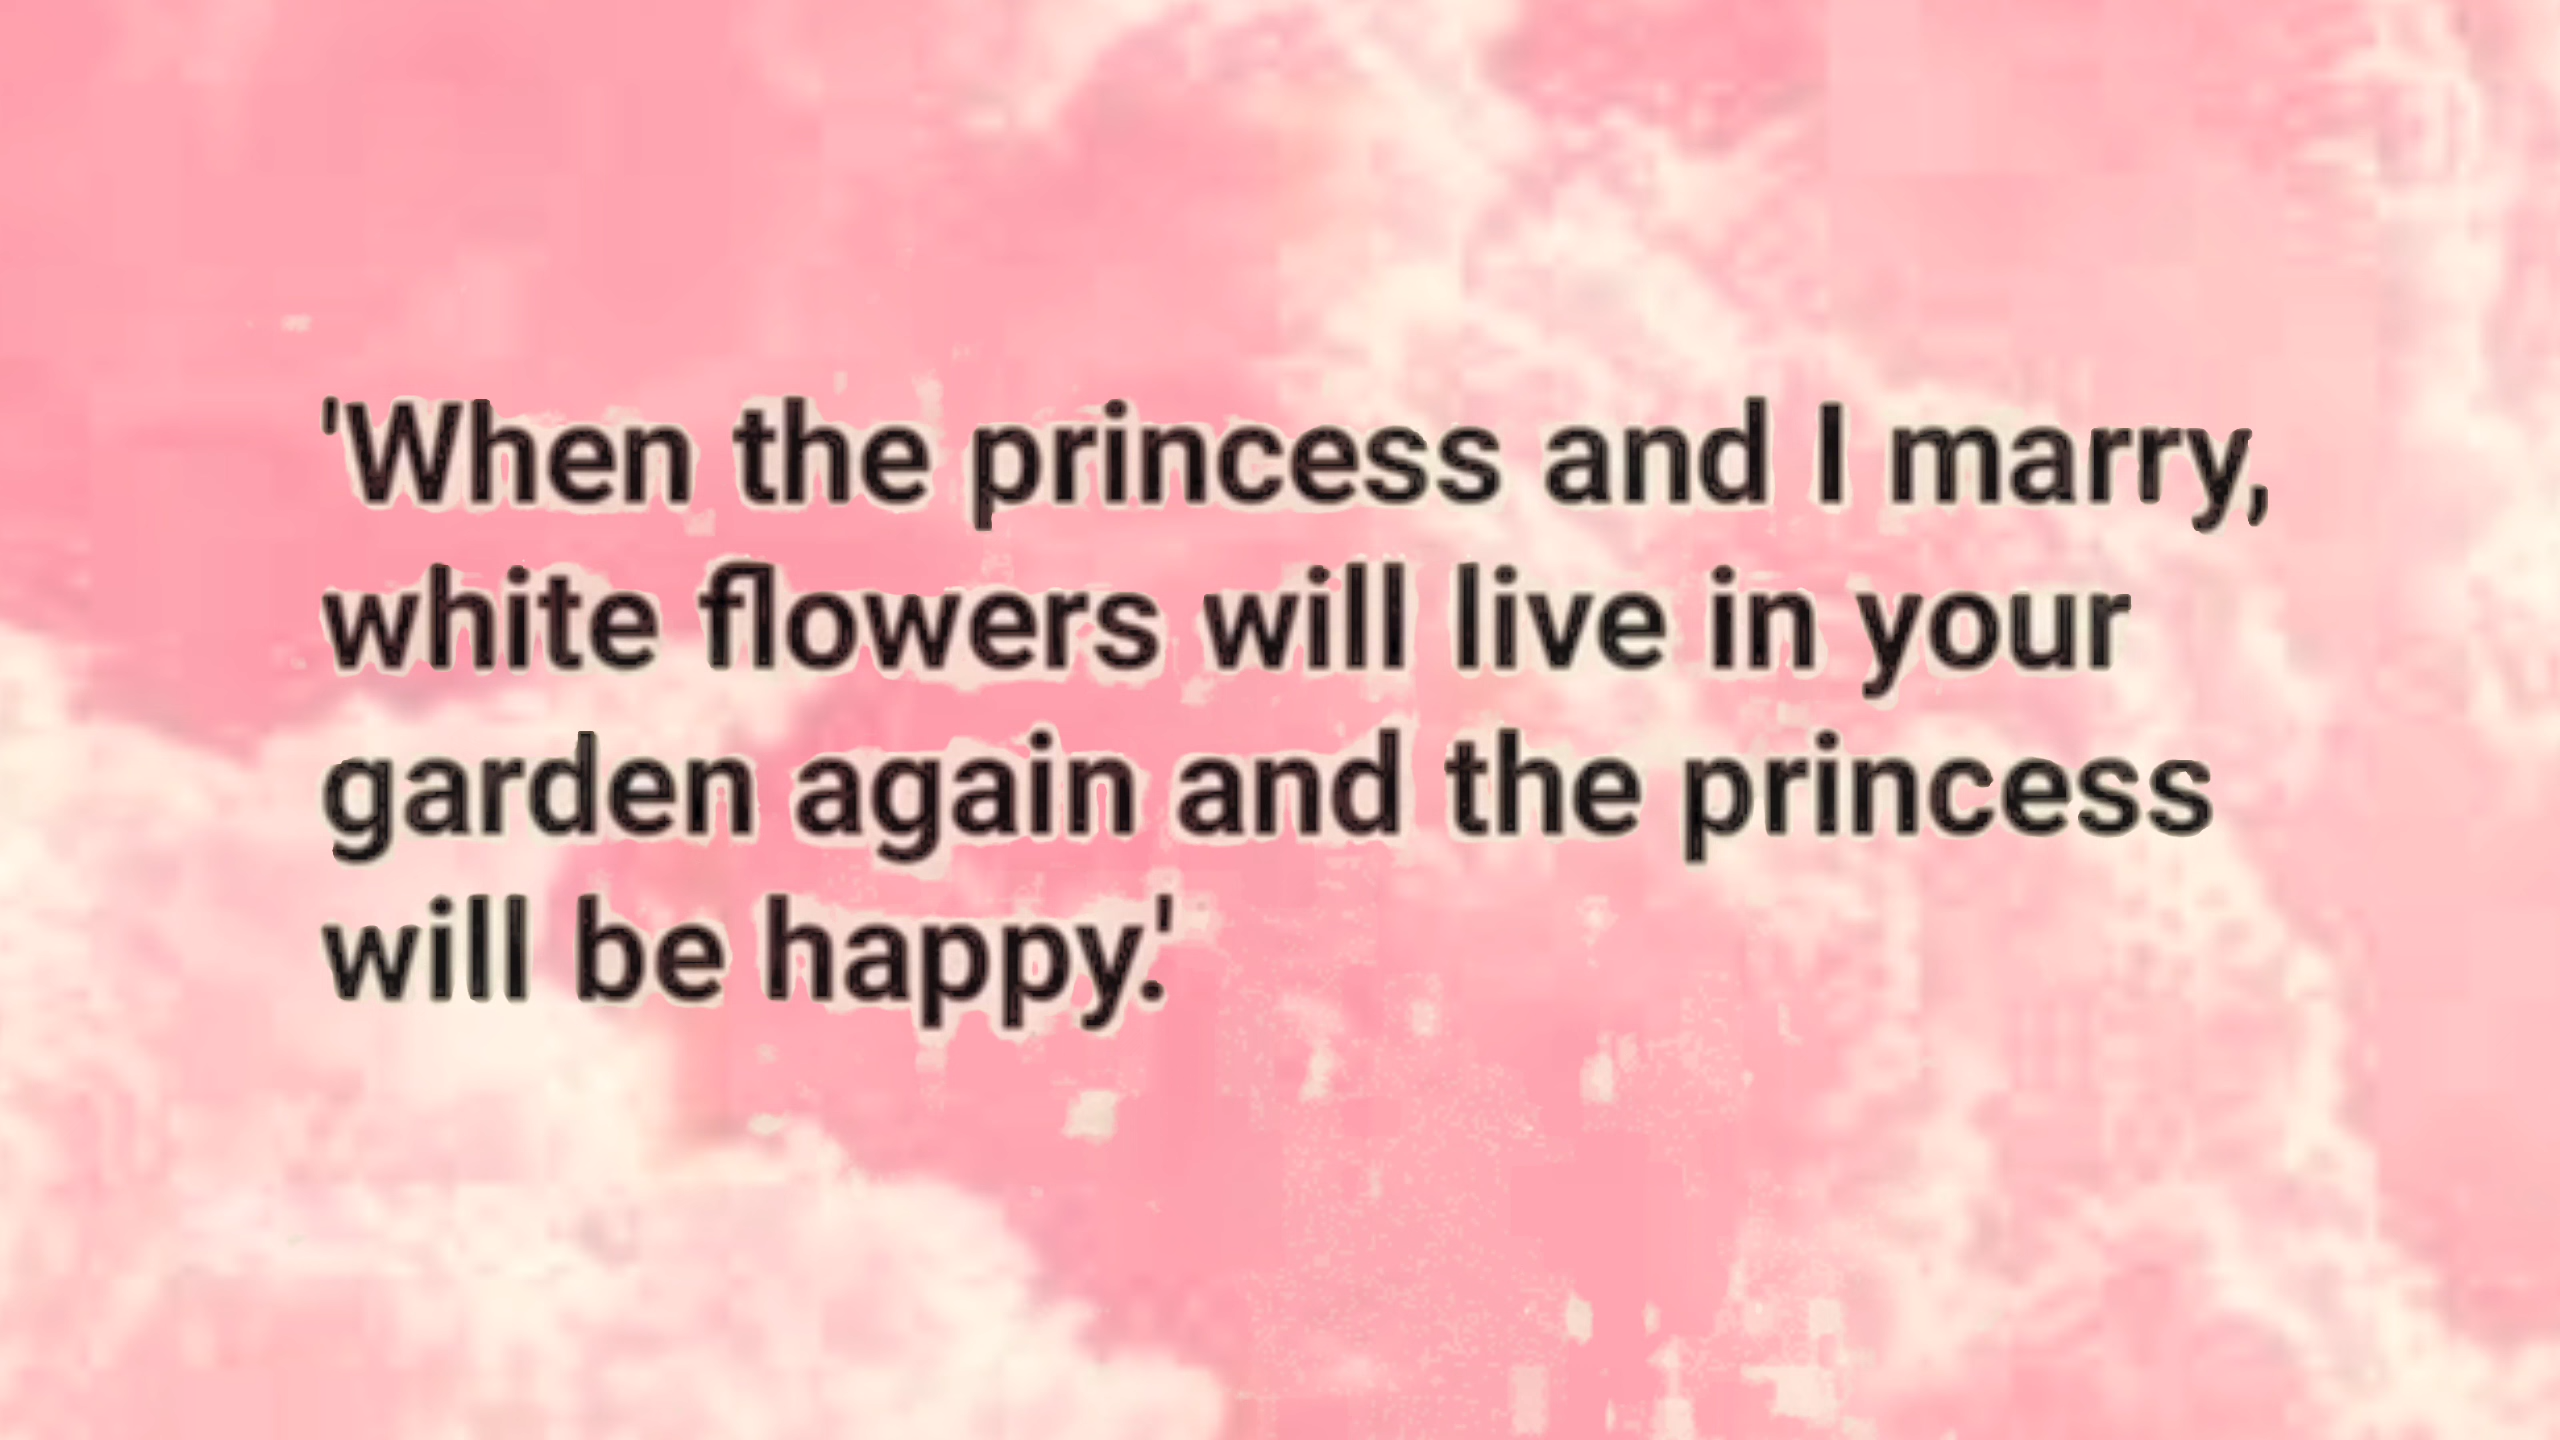 'When the princess and I marry,
white flowers will live in your
garden again and the princess
will be happy.'